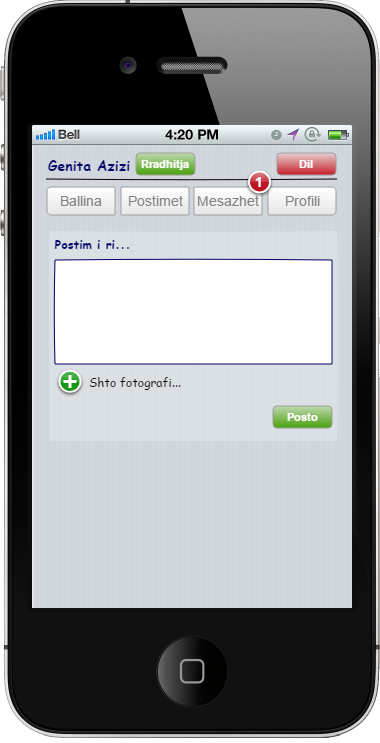 Bell 4:20 PM
Genita Azizi Rradhitja Dil
1
Ballina Postimet Mesazhet Profili
Postim i ri...
Shto fotografi...
Posto